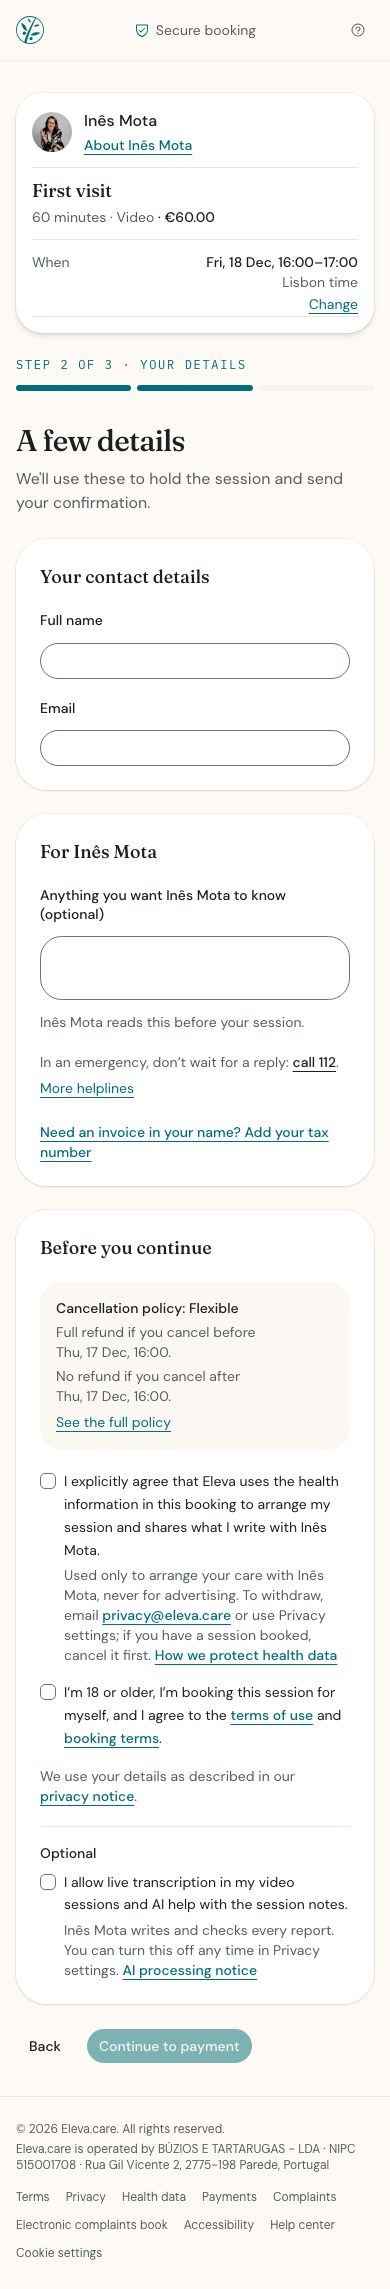 Secure booking
Inês Mota
About Inês Mota
First visit
60 minutes · Video · €60.00
When
Fri, 18 Dec, 16:00–17:00
Lisbon time
Change
STEP 2 OF 3 · YOUR DETAILS
A few details
We'll use these to hold the session and send
your confirmation.
Your contact details
Full name
Email
For Inês Mota
Anything you want Inês Mota to know
(optional)
Inês Mota reads this before your session.
In an emergency, don’t wait for a reply: call 112.
More helplines
Need an invoice in your name? Add your tax
number
Before you continue
Cancellation policy: Flexible
Full refund if you cancel before
Thu, 17 Dec, 16:00.
No refund if you cancel after
Thu, 17 Dec, 16:00.
See the full policy
I explicitly agree that Eleva uses the health
information in this booking to arrange my
session and shares what I write with Inês
Mota.
Used only to arrange your care with Inês
Mota, never for advertising. To withdraw,
email privacy@eleva.care or use Privacy
settings; if you have a session booked,
cancel it first. How we protect health data
I’m 18 or older, I’m booking this session for
myself, and I agree to the terms of use and
booking terms.
We use your details as described in our
privacy notice.
Optional
I allow live transcription in my video
sessions and AI help with the session notes.
Inês Mota writes and checks every report.
You can turn this off any time in Privacy
settings. AI processing notice
Back
Continue to payment
© 2026 Eleva.care. All rights reserved.
Eleva.care is operated by BÚZIOS E TARTARUGAS - LDA · NIPC
515001708 · Rua Gil Vicente 2, 2775-198 Parede, Portugal
Terms Privacy Health data Payments Complaints
Electronic complaints book Accessibility Help center
Cookie settings